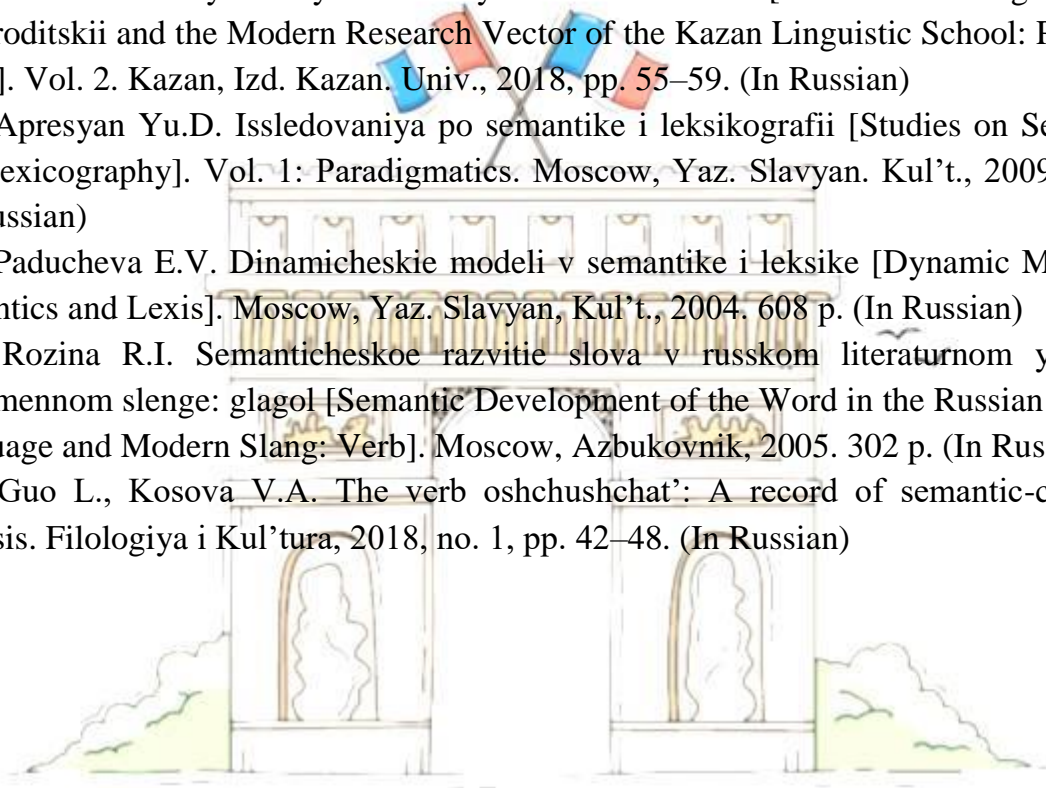 roditskii and the Modern Research Vector of the Kazan Linguistic School:
]. Vol. 2. Kazan, Izd. Kazan. Univ., 2018, pp. 55–59. (In Russian)
Apresyan Yu.D. Issledovaniya po semantike i leksikografii [Studies on Se
exicography]. Vol. 1: Paradigmatics. Moscow, Yaz. Slavyan. Kul’t., 2009
ussian)
Paducheva E.V. Dinamicheskie modeli v semantike i leksike [Dynamic M
ntics and Lexis]. Moscow, Yaz. Slavyan, Kul’t., 2004. 608 p. (In Russian)
Rozina R.I. Semanticheskoe razvitie slova v russkom literaturnom y
mennom slenge: glagol [Semantic Development of the Word in the Russian
uage and Modern Slang: Verb]. Moscow, Azbukovnik, 2005. 302 p. (In Rus
Guo L., Kosova V.A. The verb oshchushchat’: A record of semantic-c
sis. Filologiya i Kul’tura, 2018, no. 1, pp. 42–48. (In Russian)